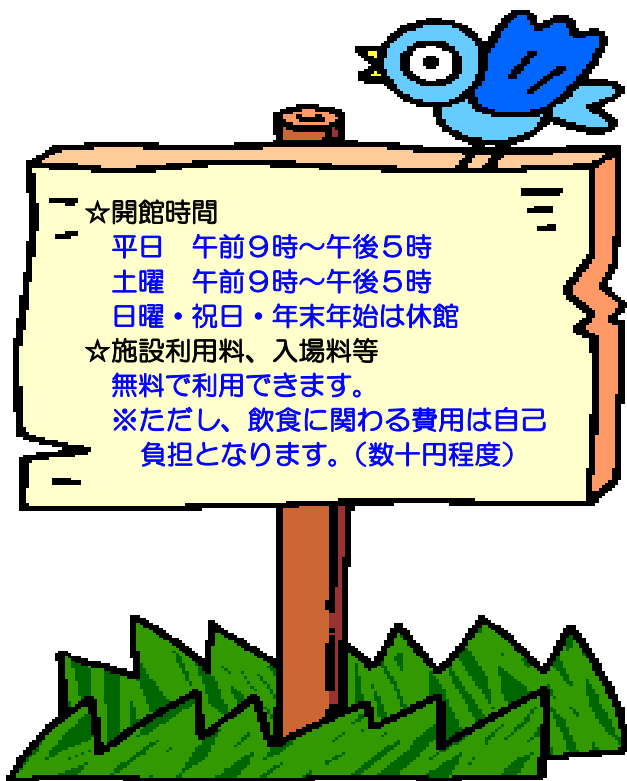 ☆開館時間
平日　午前９時～午後５時
土曜　午前９時～午後５時
日曜・祝日・年末年始は休館
☆施設利用料、入場料等
無料で利用できます。
※ただし、飲食に関わる費用は自己
負担となります。（数十円程度）